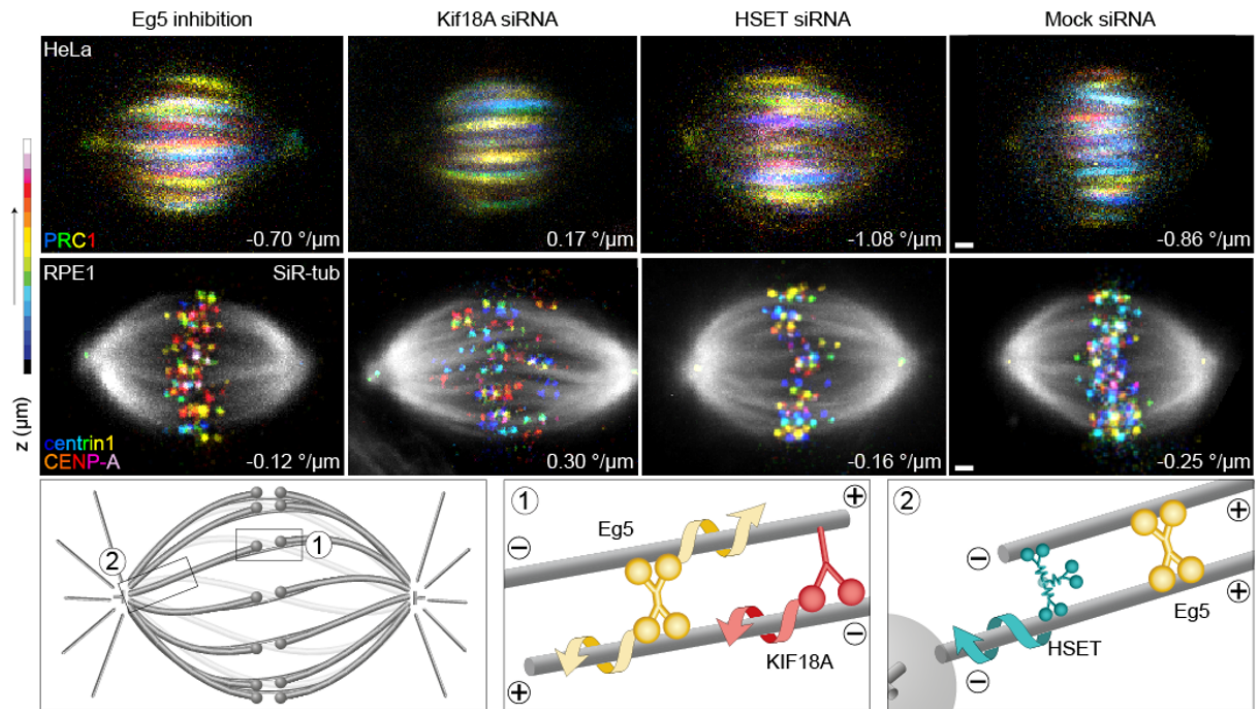 Eg5 inhibition
Kif18A siRNA
HSET siRNA
Mock siRNA
HeLa
PRC1
-0.70 °/µm
0.17 °/µm
-1.08 °/µm
-0.86 °/µm
z (µm)
RPE1
SiR-tub
centrin1
CENP-A
-0.12 °/µm
0.30 °/µm
-0.16 °/µm
-0.25 °/µm
2
1
1
Eg5
+
−
KIF18A
−
+
2
−
+
Eg5
+
HSET
−